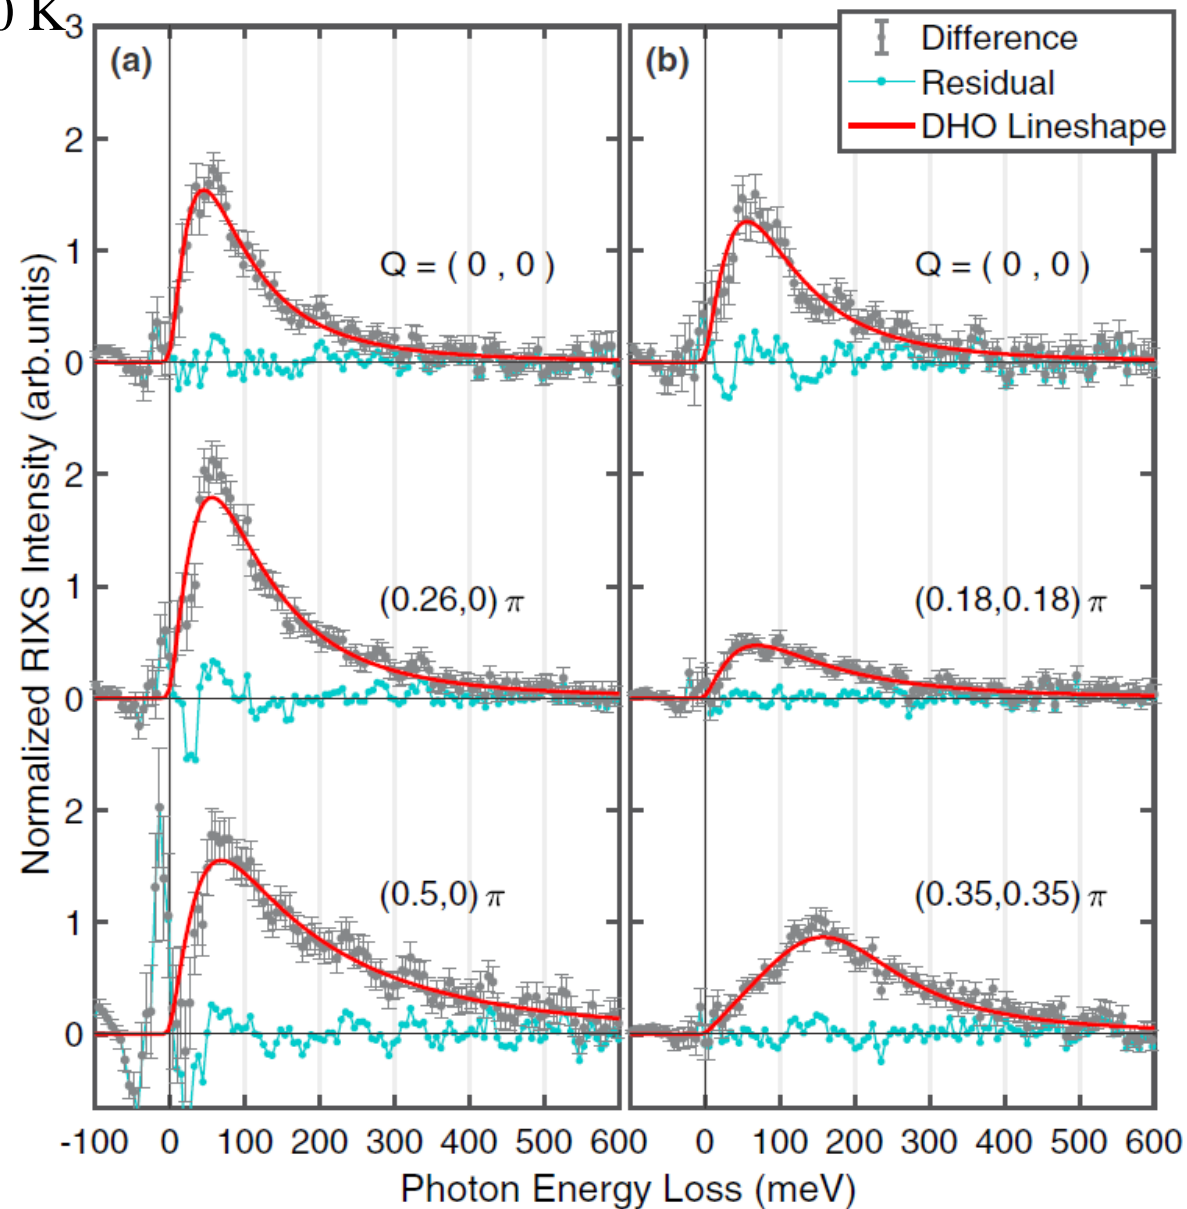 0 K
(a)
(b)
Difference
Residual
DHO Lineshape
Normalized RIXS Intensity (arb.untis)
3
2
1
0
2
1
0
2
1
0
Q = ( 0 , 0 )
Q = ( 0 , 0 )
(0.26,0) π
(0.18,0.18) π
(0.5,0) π
(0.35,0.35) π
-100 0 100 200 300 400 500 600 0 100 200 300 400 500 600
Photon Energy Loss (meV)